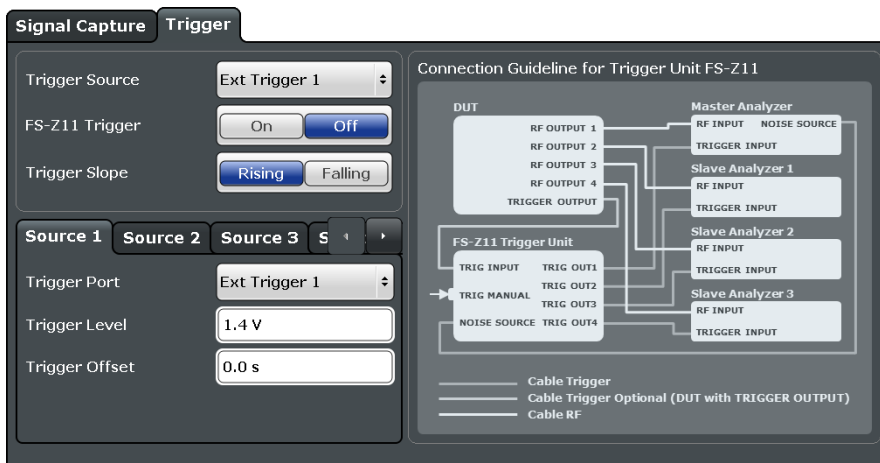 Signal Capture Trigger
Trigger Source Ext Trigger 1
FS-Z11 Trigger On Off
Trigger Slope Rising Falling
Source 1 Source 2 Source 3 S
Trigger Port Ext Trigger 1
Trigger Level 1.4 V
Trigger Offset 0.0 s
Connection Guideline for Trigger Unit FS-Z11
DUT
RF OUTPUT 1
RF OUTPUT 2
RF OUTPUT 3
RF OUTPUT 4
TRIGGER OUTPUT
Master Analyzer
RF INPUT NOISE SOURCE
TRIGGER INPUT
Slave Analyzer 1
RF INPUT
TRIGGER INPUT
Slave Analyzer 2
RF INPUT
TRIGGER INPUT
Slave Analyzer 3
RF INPUT
TRIGGER INPUT
FS-Z11 Trigger Unit
TRIG INPUT TRIG OUT1
TRIG OUT2
TRIG MANUAL
TRIG OUT3
NOISE SOURCE TRIG OUT4
Cable Trigger
Cable Trigger Optional (DUT with TRIGGER OUTPUT)
Cable RF